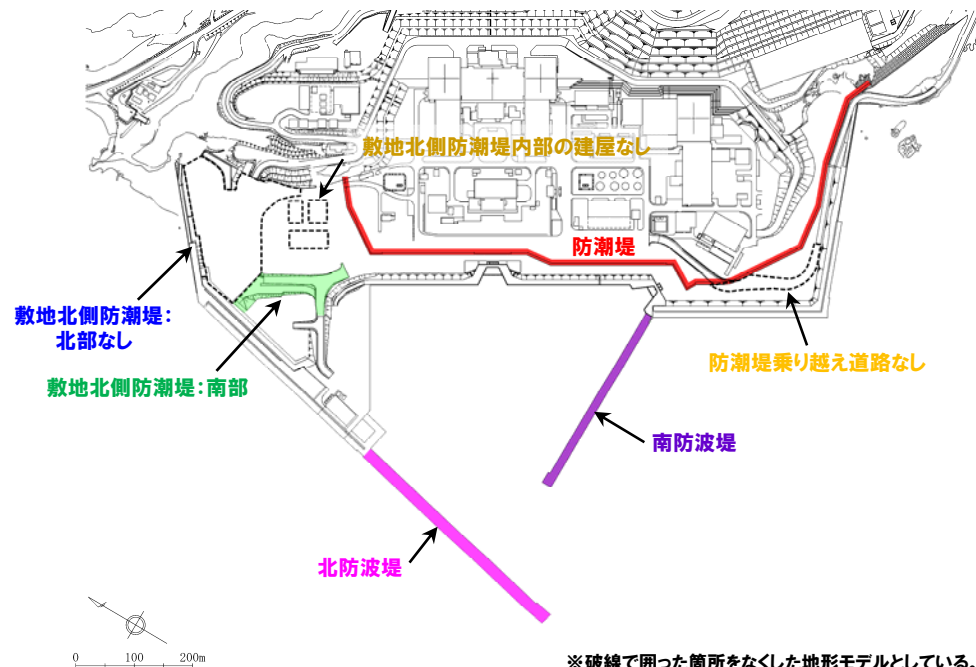 敷地北側防潮堤内部の建屋なし
防潮堤
敷地北側防潮堤：
北部なし
敷地北側防潮堤：南部
防潮堤乗り越え道路なし
南防波堤
北防波堤
0 100 200m
※破線で囲った箇所をなくした地形モデルとしている。